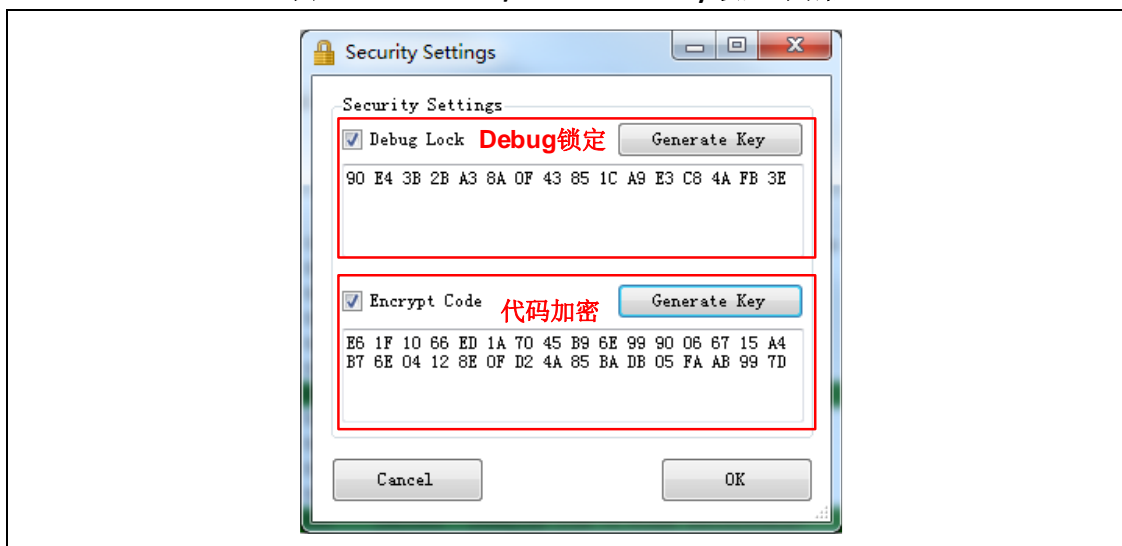 Security Settings
Security Settings
Debug Lock Debug锁定 Generate Key
90 E4 3B 2B A3 8A 0F 43 85 1C A9 E3 C8 4A FB 3E
Encrypt Code 代码加密 Generate Key
E6 1F 10 66 ED 1A 70 45 B9 6E 99 90 06 67 15 A4
B7 6E 04 12 8E 0F D2 4A 85 BA DB 05 FA AB 99 7D
Cancel OK